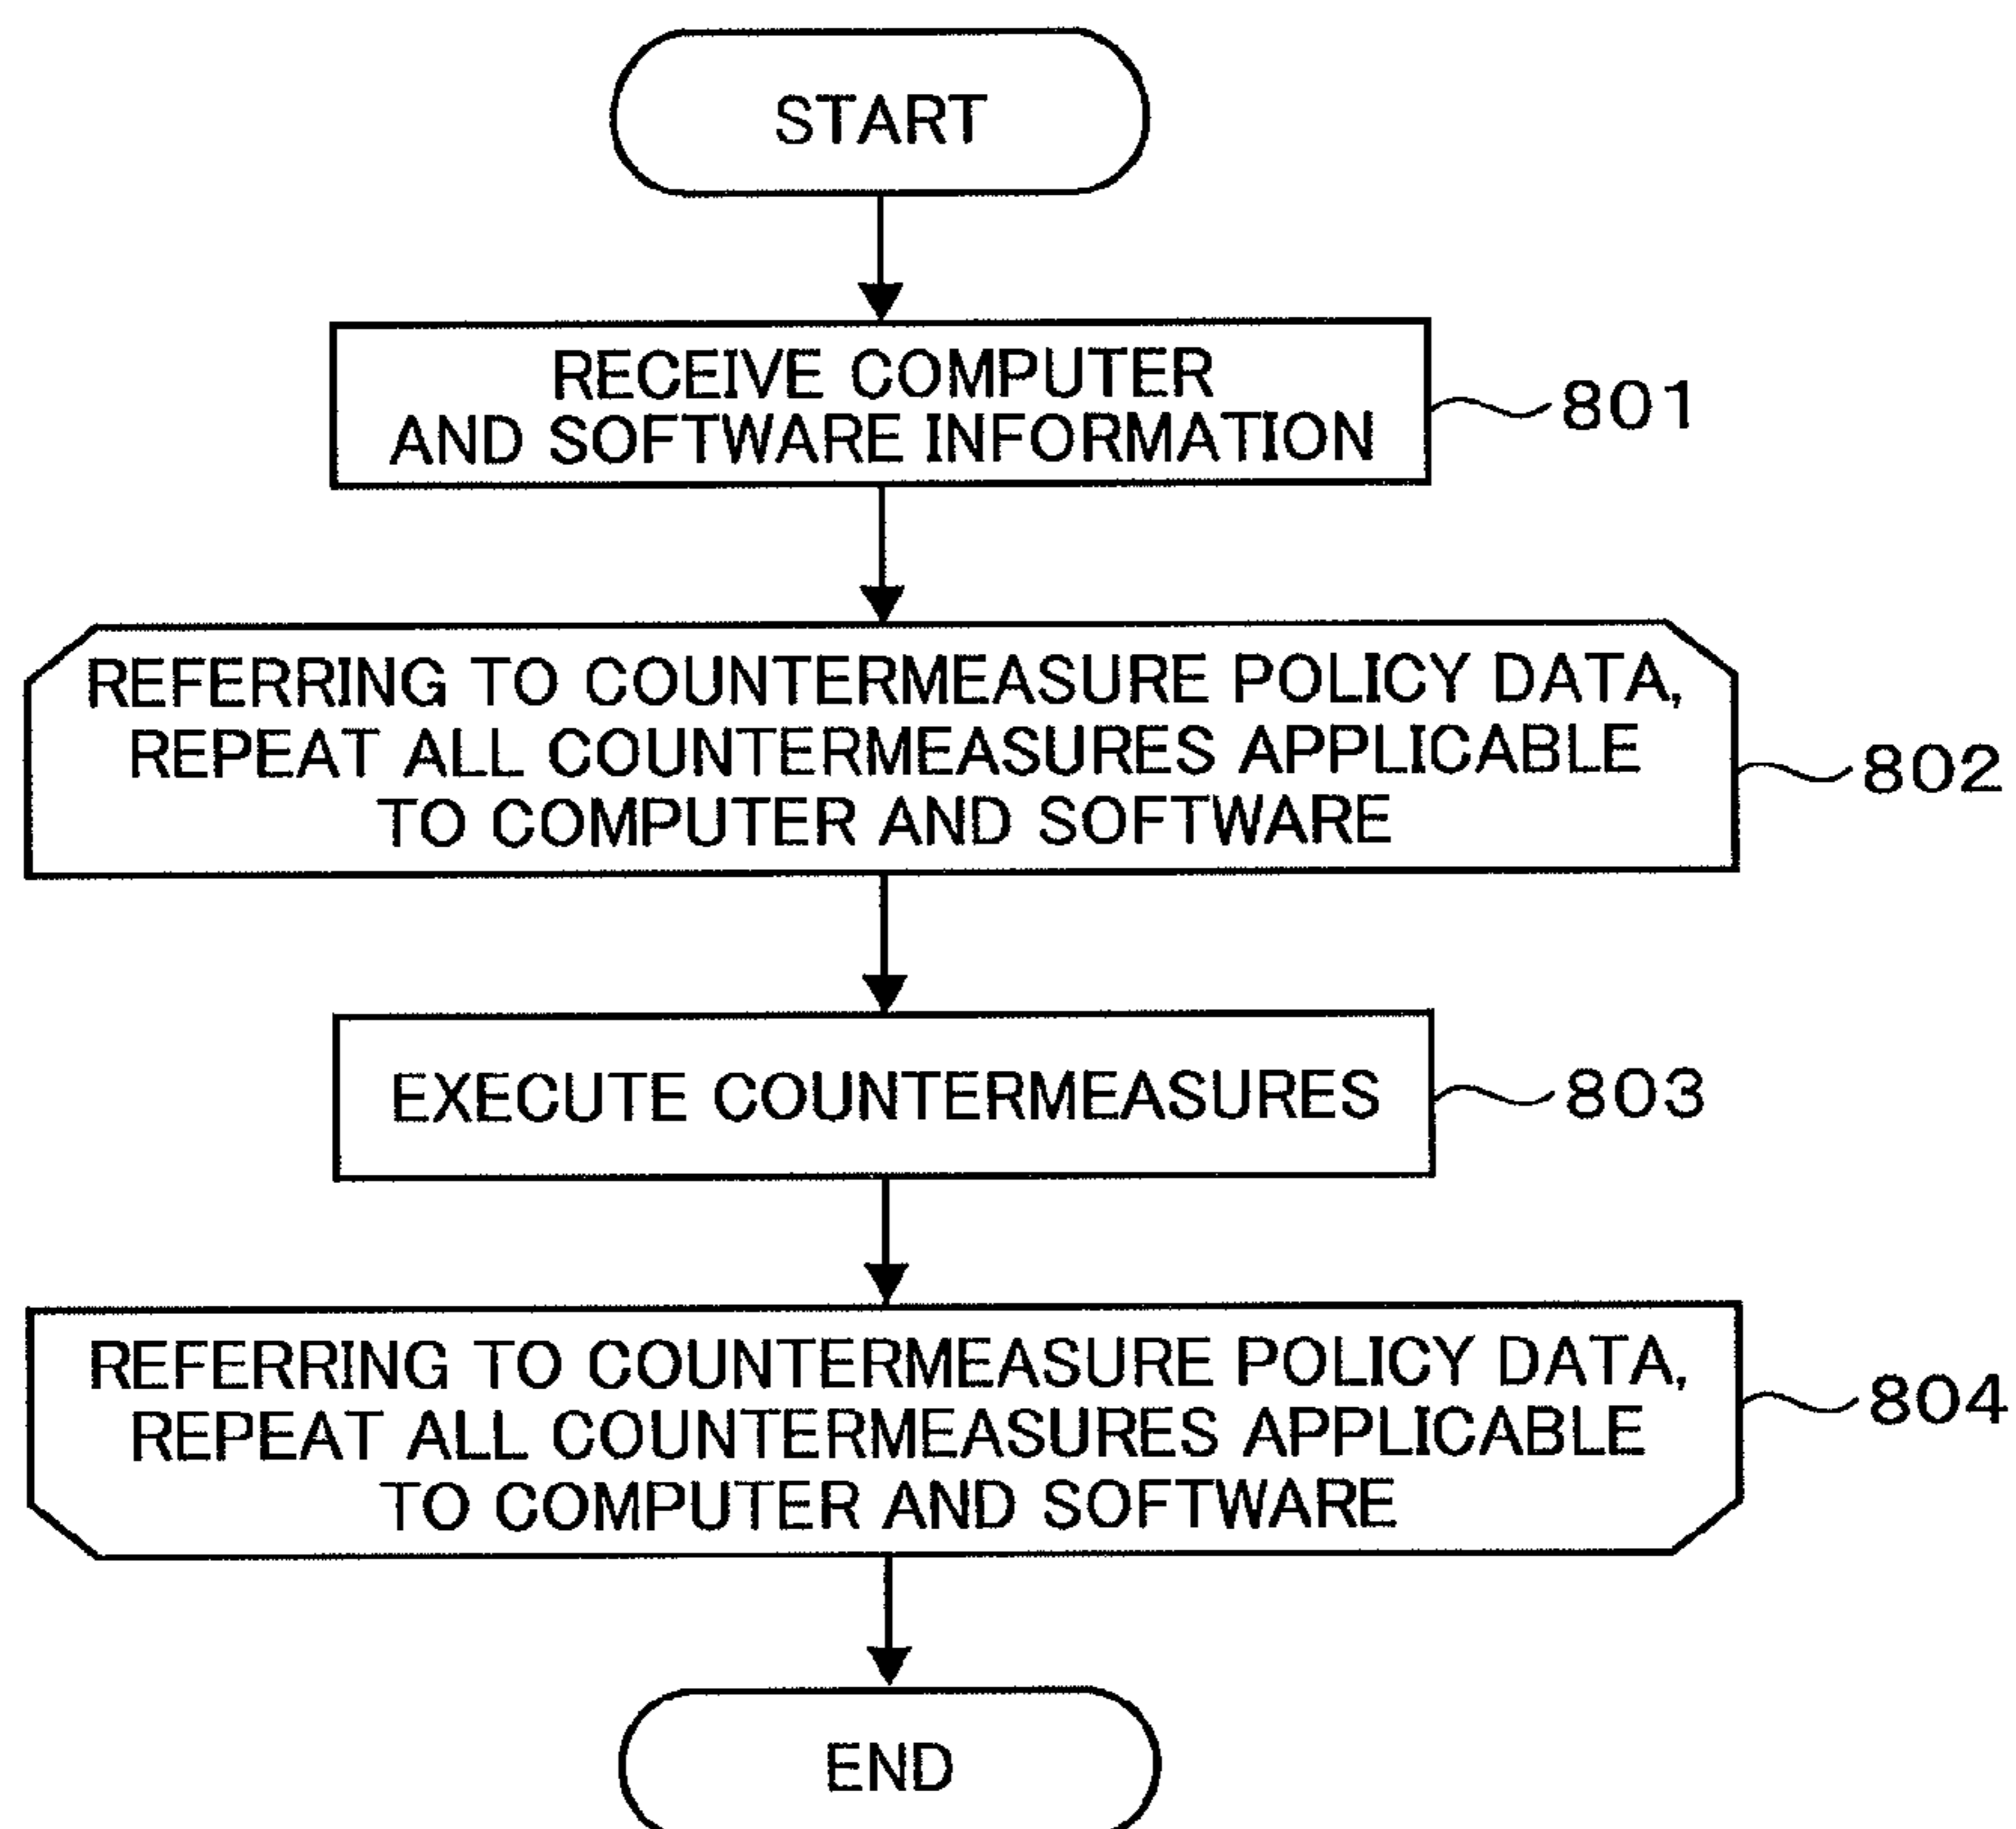 START
RECEIVE COMPUTER
AND SOFTWARE INFORMATION
801
REFERRING TO COUNTERMEASURE POLICY DATA,
REPEAT ALL COUNTERMEASURES APPLICABLE
TO COMPUTER AND SOFTWARE
802
EXECUTE COUNTERMEASURES
803
REFERRING TO COUNTERMEASURE POLICY DATA,
REPEAT ALL COUNTERMEASURES APPLICABLE
TO COMPUTER AND SOFTWARE
804
END